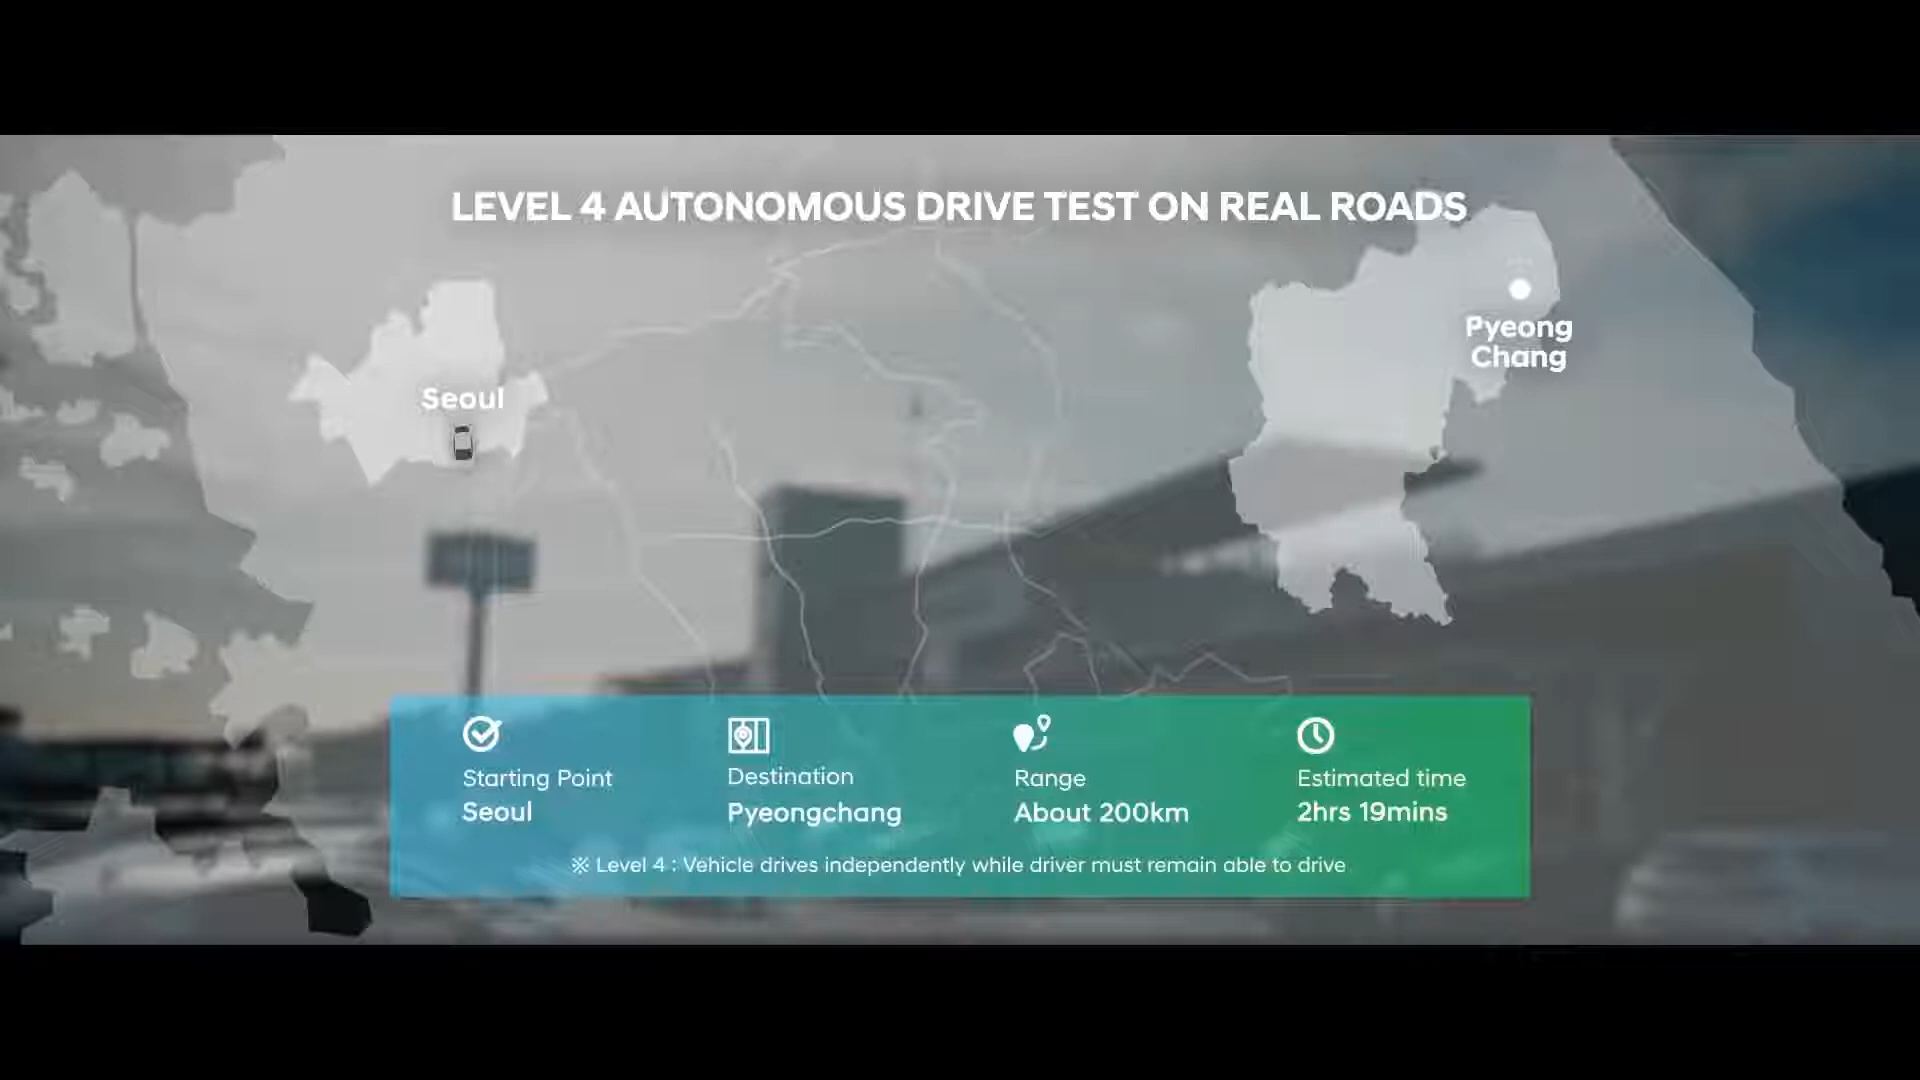 LEVEL 4 AUTONOMOUS DRIVE TEST ON REAL ROADS
Seoul
Pyeong
Chang
Starting Point
Seoul
Destination
Pyeongchang
Range
About 200km
Estimated time
2hrs 19mins
※ Level 4 : Vehicle drives independently while driver must remain able to drive